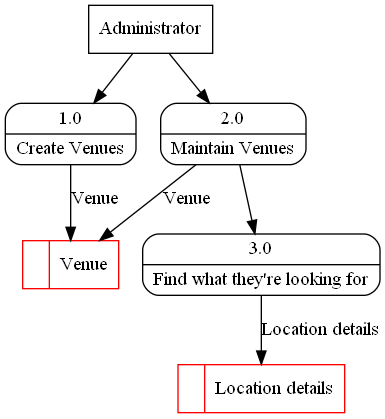 Administrator
1.0
Create Venues
2.0
Maintain Venues
Venue
Venue
Venue
3.0
Find what they're looking for
Location details
Location details